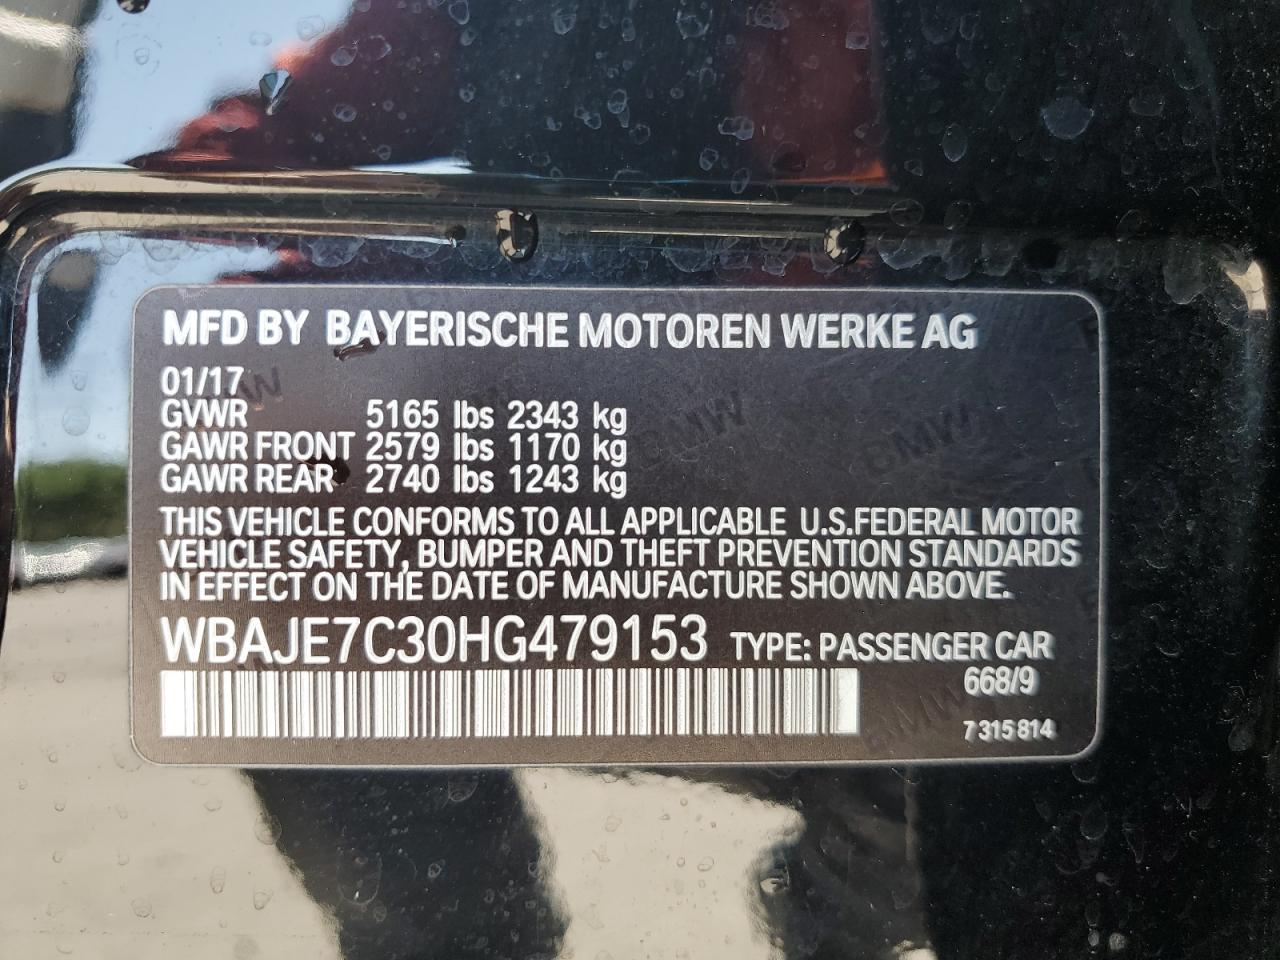 MFD BY BAYERISCHE MOTOREN WERKE AG
01/17
GVWR 5165 lbs 2343 kg
GAWR FRONT 2579 lbs 1170 kg
GAWR REAR 2740 lbs 1243 kg
THIS VEHICLE CONFORMS TO ALL APPLICABLE U.S.FEDERAL MOTOR
VEHICLE SAFETY, BUMPER AND THEFT PREVENTION STANDARDS
IN EFFECT ON THE DATE OF MANUFACTURE SHOWN ABOVE.
WBAJE7C30HG479153 TYPE: PASSENGER CAR
668/9
7 315 814